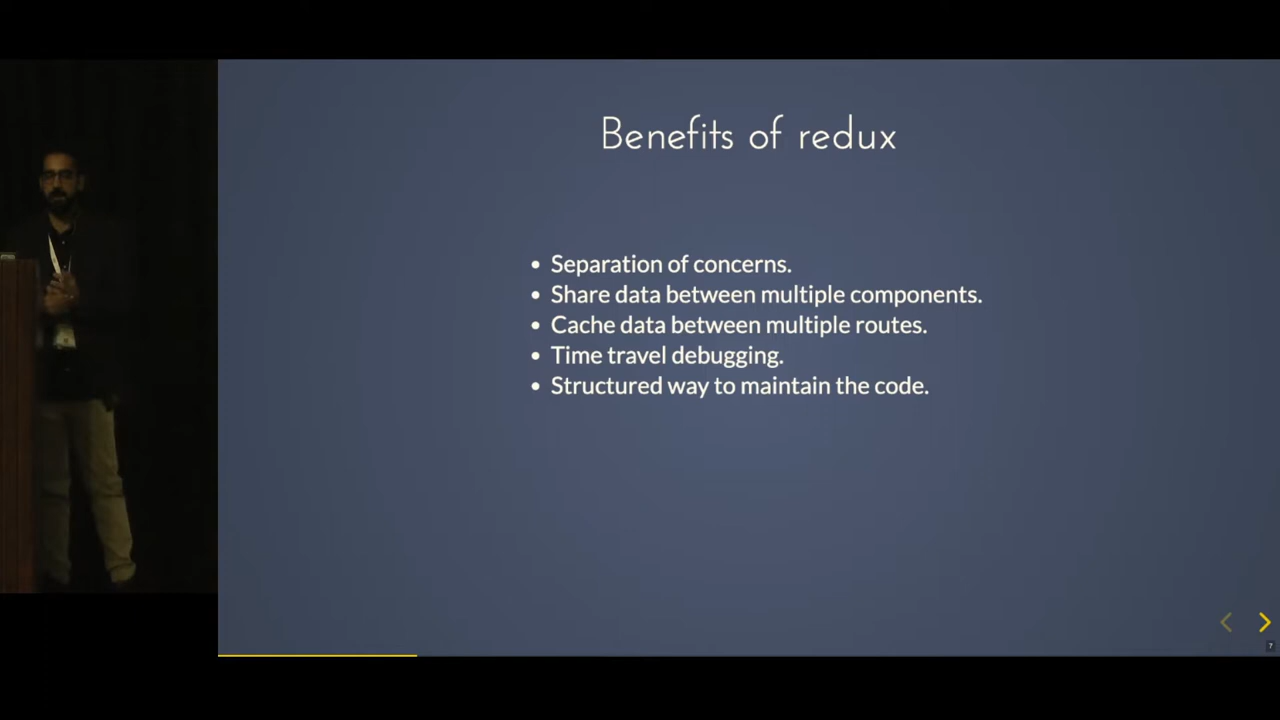 Benefits of redux
• Separation of concerns.
• Share data between multiple components.
• Cache data between multiple routes.
• Time travel debugging.
• Structured way to maintain the code.
7